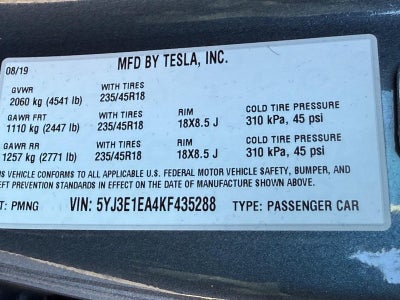 MFD BY TESLA, INC.
08/19
GVWR WITH TIRES
2060 kg (4541 lb) 235/45R18
GAWR FRT WITH TIRES RIM COLD TIRE PRESSURE
1110 kg (2447 lb) 235/45R18 18X8.5 J 310 kPa, 45 psi
GAWR RR WITH TIRES RIM COLD TIRE PRESSURE
1257 kg (2771 lb) 235/45R18 18X8.5 J 310 kPa, 45 psi
VEHICLE CONFORMS TO ALL APPLICABLE U.S. FEDERAL MOTOR VEHICLE SAFETY, BUMPER, AND
PREVENTION STANDARDS IN EFFECT ON THE DATE OF MANUFACTURE SHOWN ABOVE.
PMNG VIN: 5YJ3E1EA4KF435288 TYPE: PASSENGER CAR